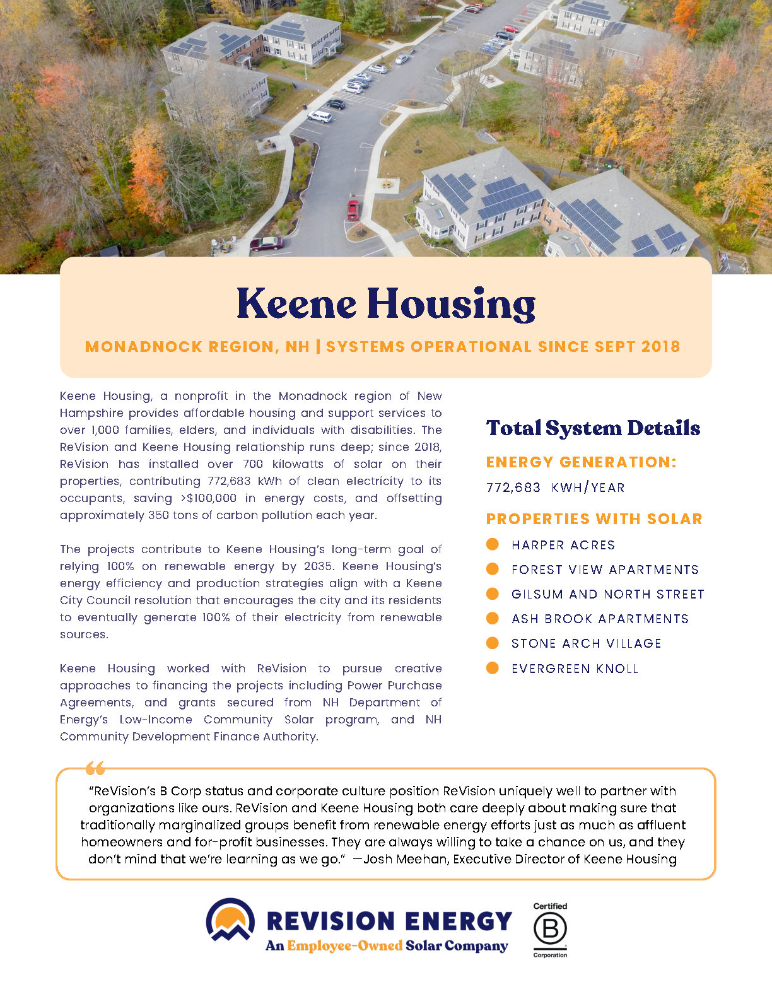 Keene Housing
MONADNOCK REGION, NH | SYSTEMS OPERATIONAL SINCE SEPT 2018
Keene Housing, a nonprofit in the Monadnock region of New
Hampshire provides affordable housing and support services to
over 1,000 families, elders, and individuals with disabilities. The
ReVision and Keene Housing relationship runs deep; since 2018,
ReVision has installed over 700 kilowatts of solar on their
properties, contributing 772,683 kWh of clean electricity to its
occupants, saving >$100,000 in energy costs, and offsetting
approximately 350 tons of carbon pollution each year.
The projects contribute to Keene Housing's long-term goal of
relying 100% on renewable energy by 2035. Keene Housing's
energy efficiency and production strategies align with a Keene
City Council resolution that encourages the city and its residents
to eventually generate 100% of their electricity from renewable
sources.
Keene Housing worked with ReVision to pursue creative
approaches to financing the projects including Power Purchase
Agreements, and grants secured from NH Department of
Energy's Low-Income Community Solar program, and NH
Community Development Finance Authority.
Total System Details
ENERGY GENERATION:
772,683 KWH/YEAR
PROPERTIES WITH SOLAR
HARPER ACRES
FOREST VIEW APARTMENTS
GILSUM AND NORTH STREET
ASH BROOK APARTMENTS
STONE ARCH VILLAGE
EVERGREEN KNOLL
“
“ReVision’s B Corp status and corporate culture position ReVision uniquely well to partner with
organizations like ours. ReVision and Keene Housing both care deeply about making sure that
traditionally marginalized groups benefit from renewable energy efforts just as much as affluent
homeowners and for-profit businesses. They are always willing to take a chance on us, and they
don’t mind that we’re learning as we go.” —Josh Meehan, Executive Director of Keene Housing
REVISION ENERGY
An Employee-Owned Solar Company
Certified
B
Corporation